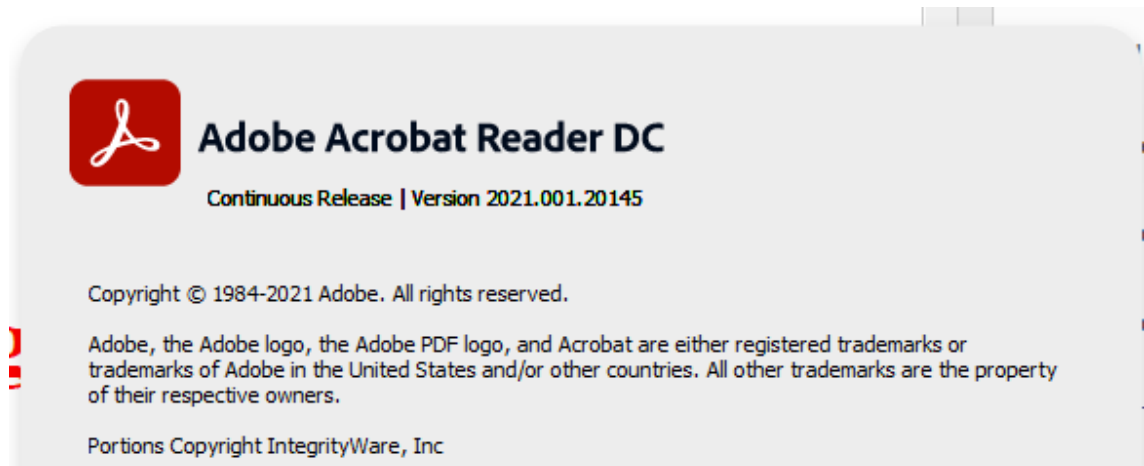 Adobe Acrobat Reader DC
Continuous Release | Version 2021.001.20145
Copyright © 1984-2021 Adobe. All rights reserved.
Adobe, the Adobe logo, the Adobe PDF logo, and Acrobat are either registered trademarks or
trademarks of Adobe in the United States and/or other countries. All other trademarks are the property
of their respective owners.
Portions Copyright IntegrityWare, Inc